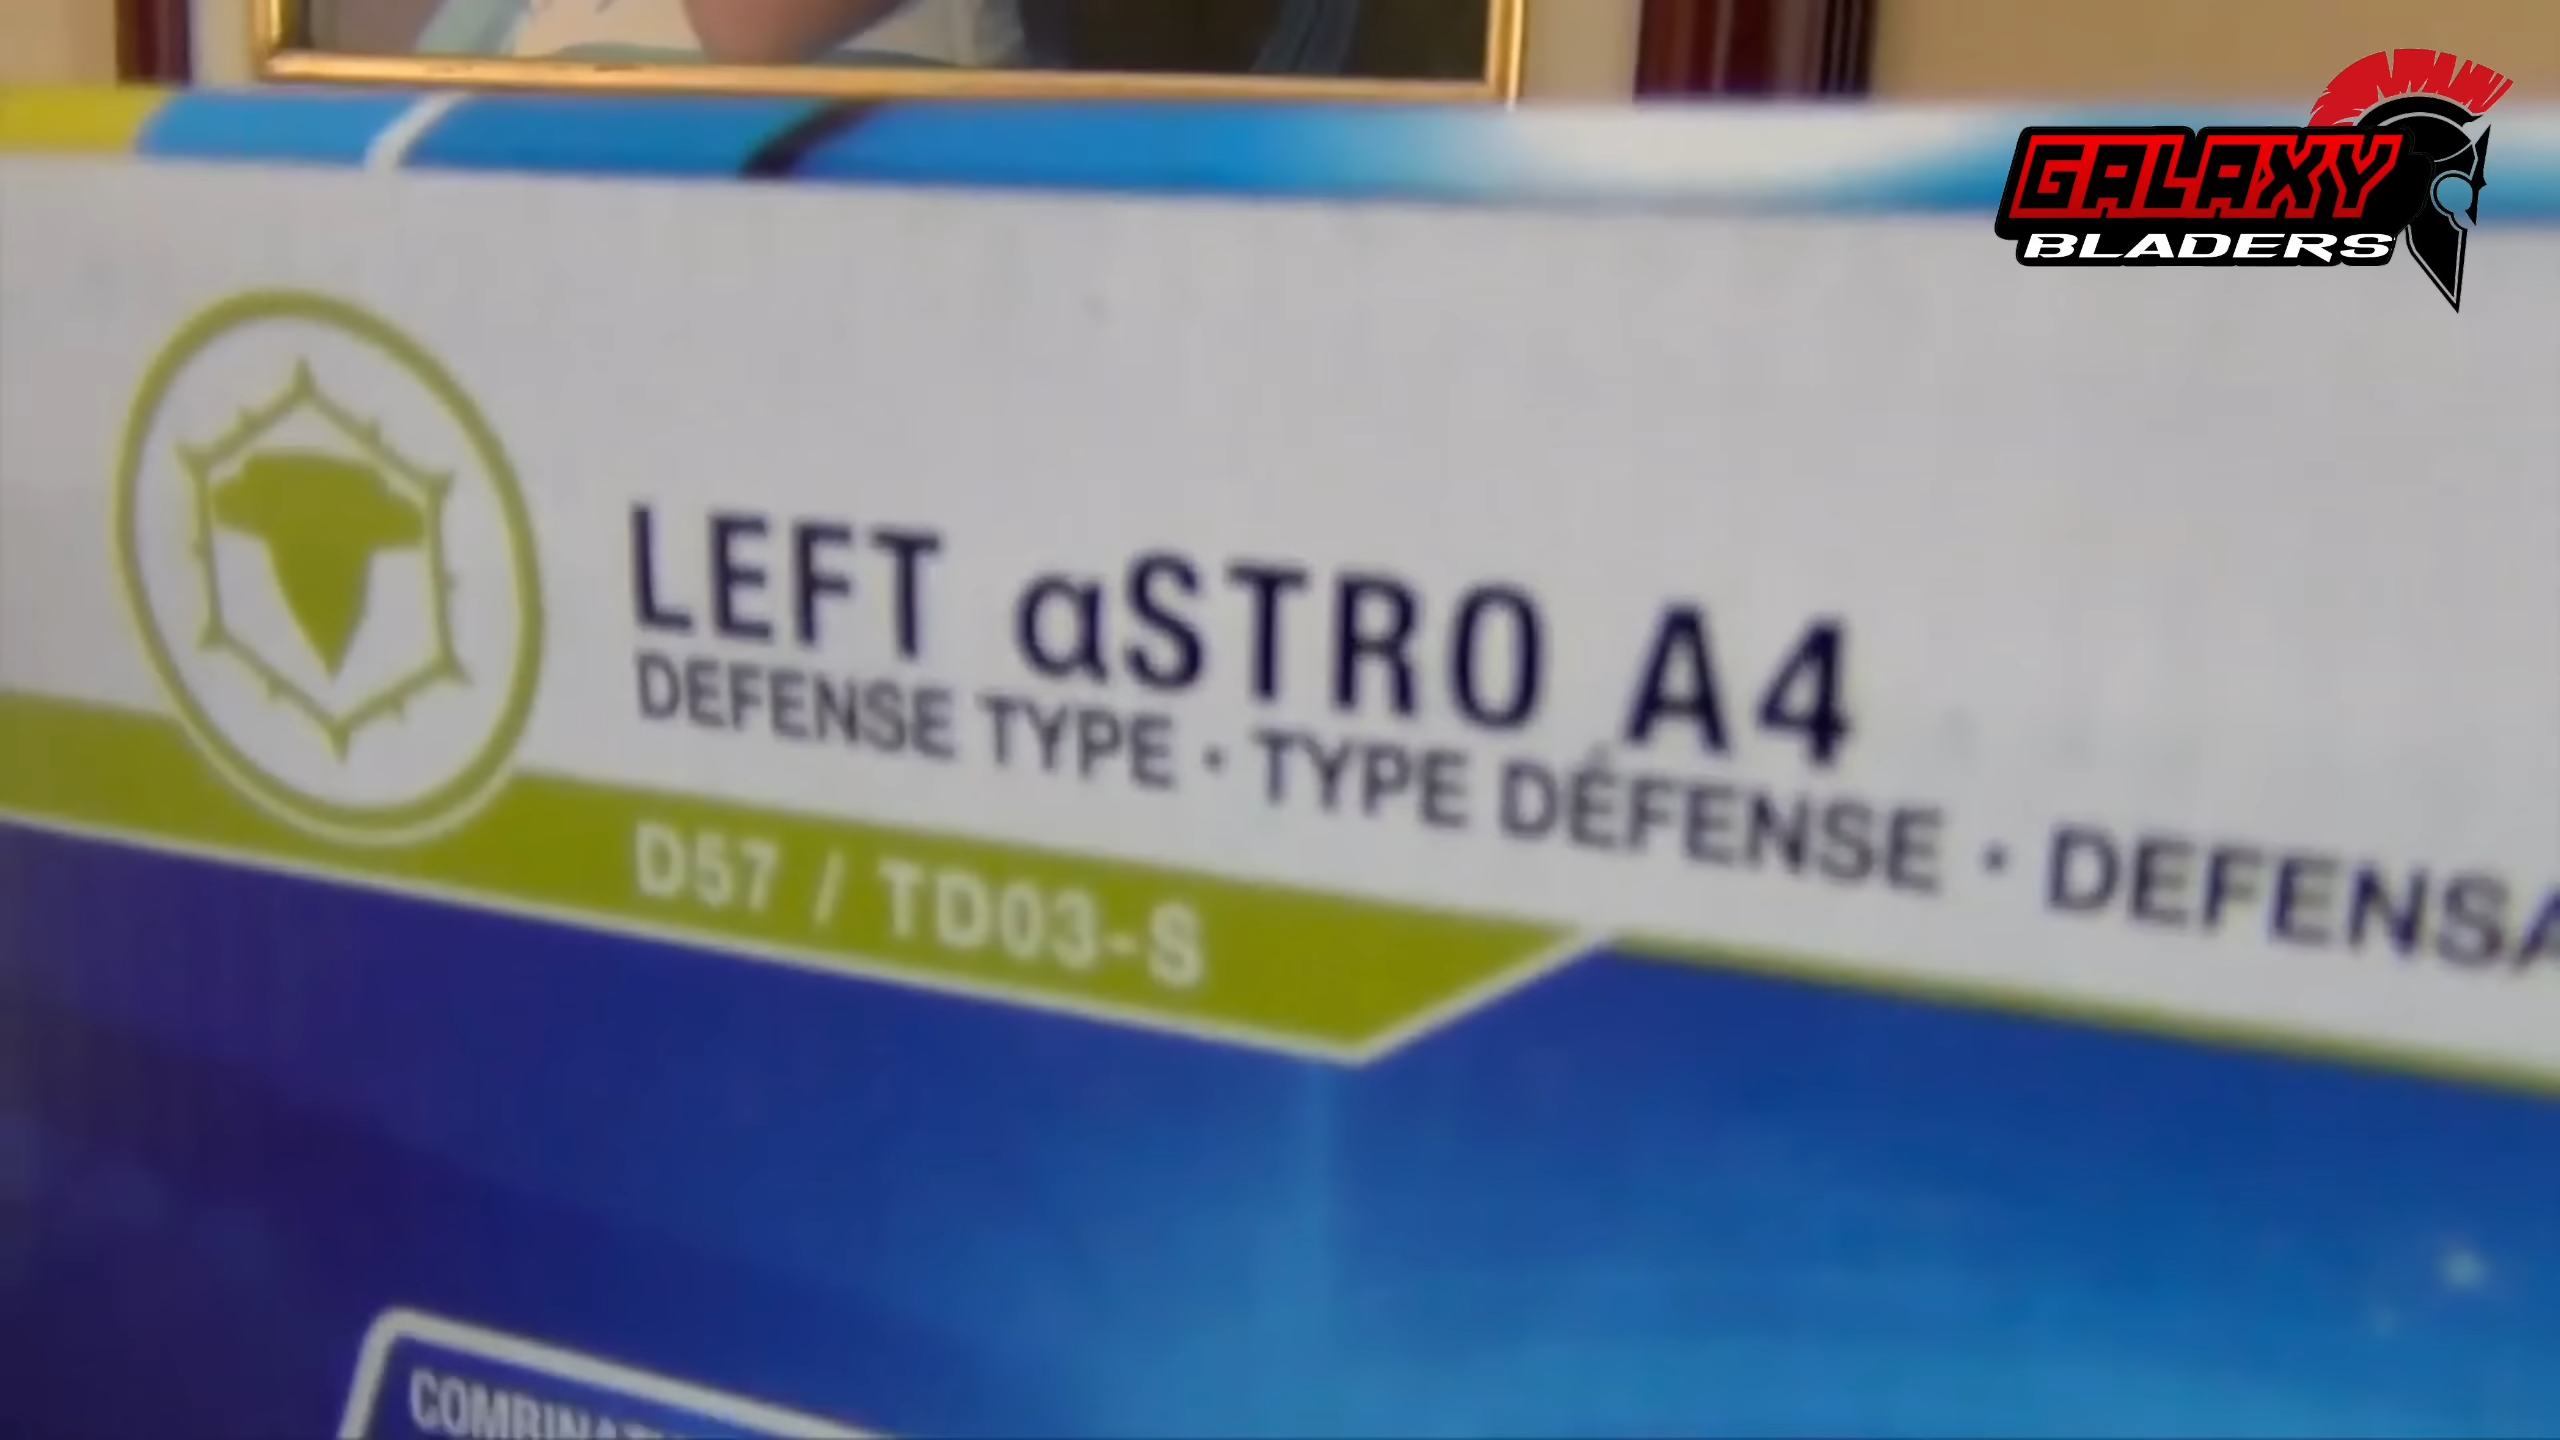 GALAXY
BLADERS
LEFT αSTRO A4
DEFENSE TYPE · TYPE DÉFENSE · DEFENSA
D57 / TD03-S